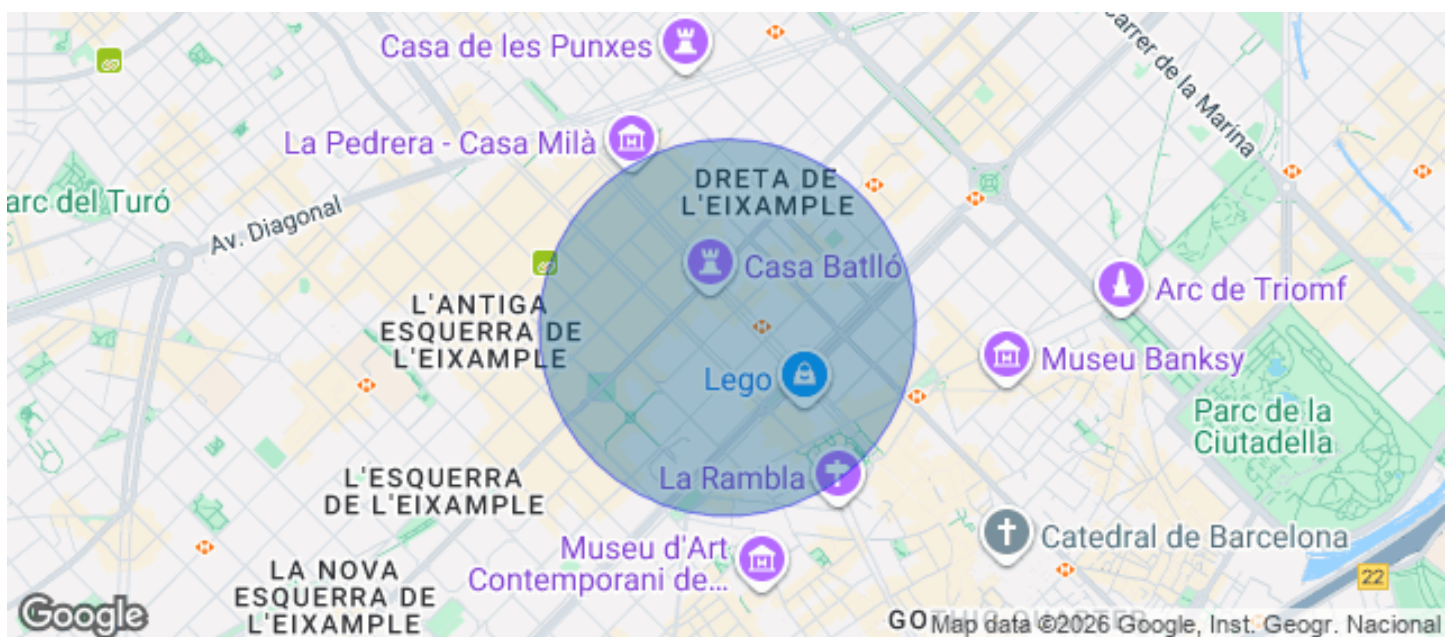 Casa de les Punxes
Carrer de la Marina
La Pedrera - Casa Milà
DRETA DE
L'EIXAMPLE
arc del Turó
Av. Diagonal
Casa Batlló
Arc de Triomf
L'ANTIGA
ESQUERRA DE
L'EIXAMPLE
Museu Banksy
Lego
Parc de la
Ciutadella
L'ESQUERRA
DE L'EIXAMPLE
La Rambla
Catedral de Barcelona
Museu d'Art
Contemporani de...
22
LA NOVA
ESQUERRA DE
L'EIXAMPLE
Google
GO
Map data ©2026 Google, Inst. Geogr. Nacional